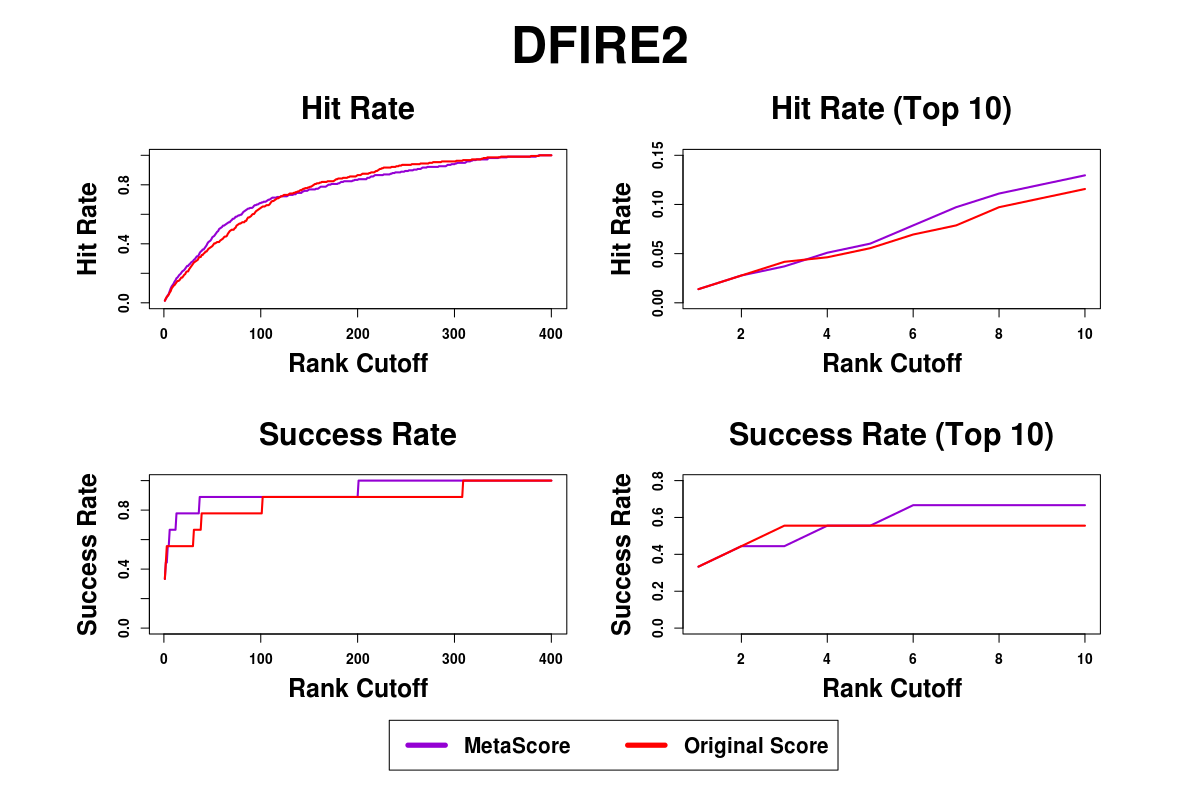 DFIRE2
Hit Rate
Hit Rate
0.0 0.4 0.8
0 100 200 300 400
Rank Cutoff
Hit Rate (Top 10)
Hit Rate
0.00 0.05 0.10 0.15
2 4 6 8 10
Rank Cutoff
Success Rate
Success Rate
0.0 0.4 0.8
0 100 200 300 400
Rank Cutoff
Success Rate (Top 10)
Success Rate
0.0 0.2 0.4 0.6 0.8
2 4 6 8 10
Rank Cutoff
MetaScore Original Score